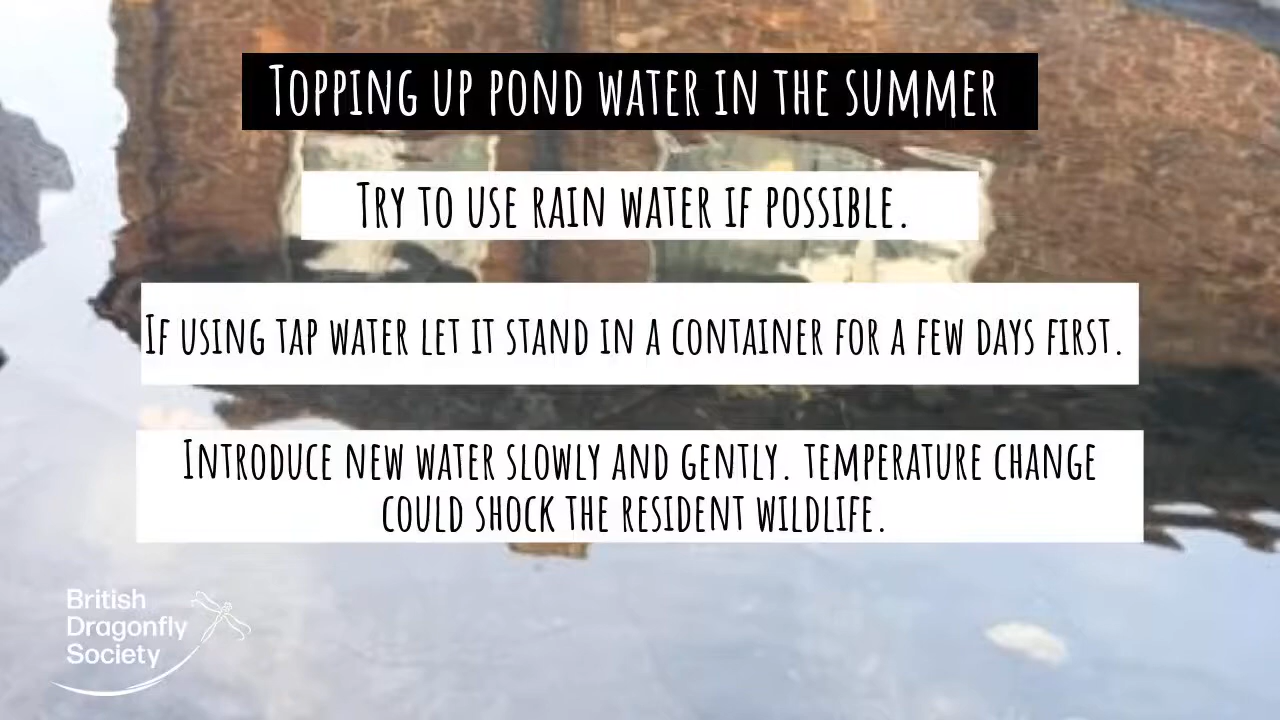 Topping up pond water in the summer
Try to use rain water if possible.
If using tap water let it stand in a container for a few days first.
Introduce new water slowly and gently. Temperature change
could shock the resident wildlife.
British
Dragonfly
Society